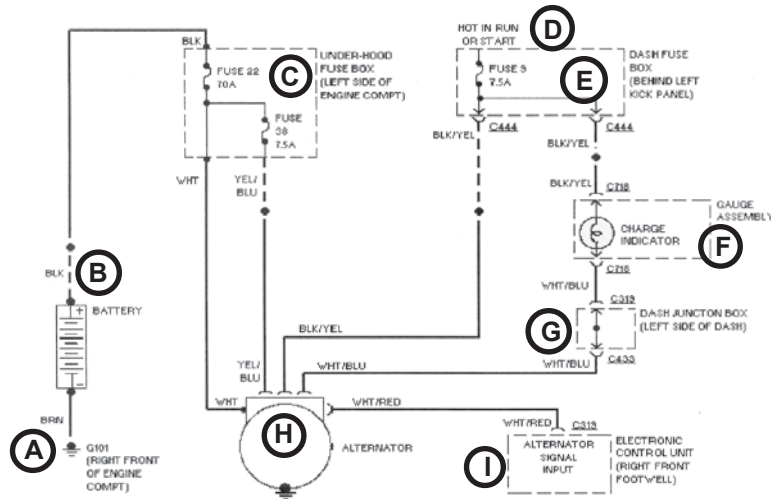 BLK
FUSE 22
70A
C
UNDER-HOOD
FUSE BOX
(LEFT SIDE OF
ENGINE COMPT)
FUSE
38
7.5A
HOT IN RUN
OR START
D
FUSE 9
7.5A
E
DASH FUSE
BOX
(BEHIND LEFT
KICK PANEL)
C444
C444
BLK/YEL
BLK/YEL
WHT
YEL/
BLU
BLK/YEL
C718
GAUGE
ASSEMBLY
CHARGE
INDICATOR
F
C718
WHT/BLU
BLK
B
BATTERY
+
-
C319
G
DASH JUNCTON BOX
(LEFT SIDE OF DASH)
C433
BLK/YEL
YEL/
BLU
WHT/BLU
WHT/BLU
BRN
A
G101
(RIGHT FRONT
OF ENGINE
COMPT)
WHT
WHT/RED
H
ALTERNATOR
WHT/RED
C319
I
ALTERNATOR
SIGNAL
INPUT
ELECTRONIC
CONTROL UNIT
(RIGHT FRONT
FOOTWELL)